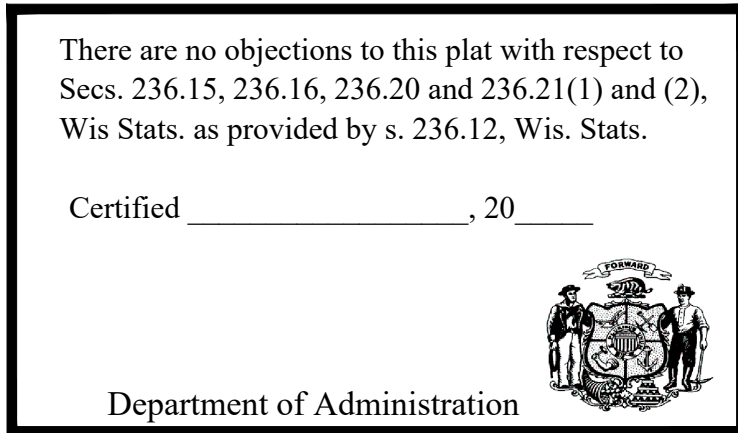 There are no objections to this plat with respect to
Secs. 236.15, 236.16, 236.20 and 236.21(1) and (2),
Wis Stats. as provided by s. 236.12, Wis. Stats.
Certified __________________, 20_____
FORWARD
Department of Administration